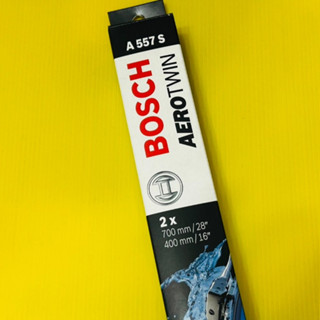 A 557 S
BOSCH
AEROTWIN
2 x
700 mm / 28"
400 mm / 16"